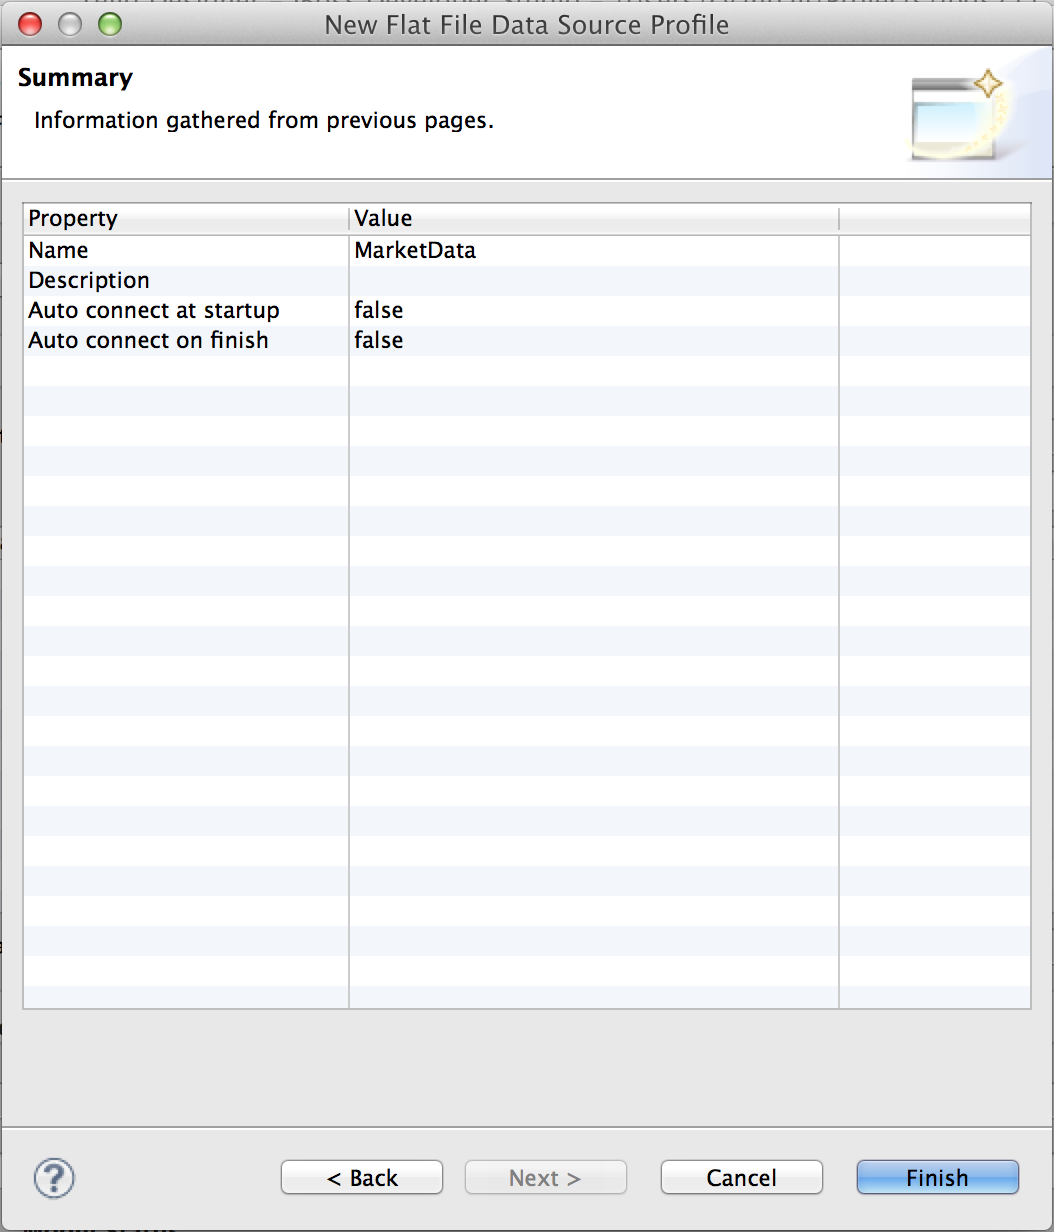 New Flat File Data Source Profile
Summary
Information gathered from previous pages.
Property Value
Name MarketData
Description
Auto connect at startup false
Auto connect on finish false
?
< Back Next > Cancel Finish